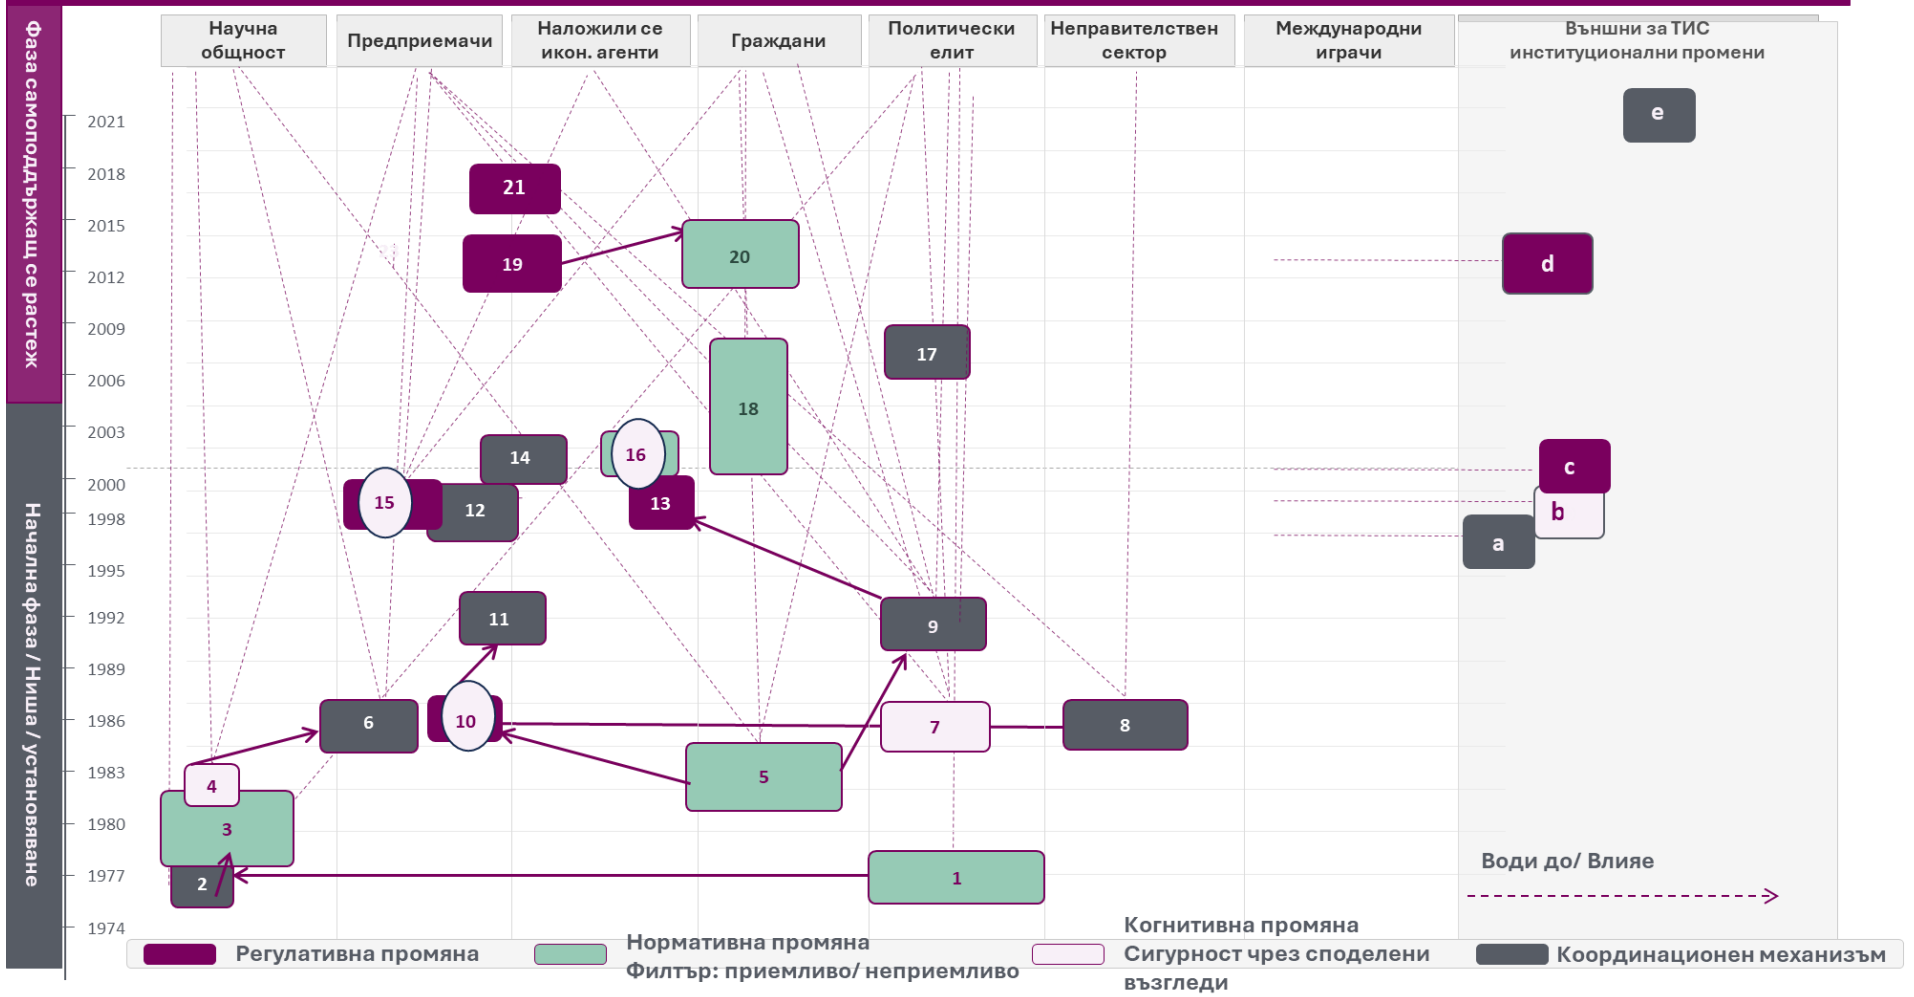 Научна
общност
Предприемачи
Наложили се
икон. агенти
Граждани
Политически
елит
Неправителствен
сектор
Международни
играчи
Външни за ТИС
институционални промени
Фаза самоподдържащ се растеж
Начална фаза / Ниша / установяване
2021
2018
2015
2012
2009
2006
2003
2000
1998
1995
1992
1989
1986
1983
1980
1977
1974
e
21
19
20
d
17
18
14
16
c
15
12
13
b
a
11
9
6
10
7
8
4
5
3
2
1
Води до/ Влияе
Регулативна промяна
Нормативна промяна
Филтър: приемливо/ неприемливо
Когнитивна промяна
Сигурност чрез споделени
възгледи
Координационен механизъм